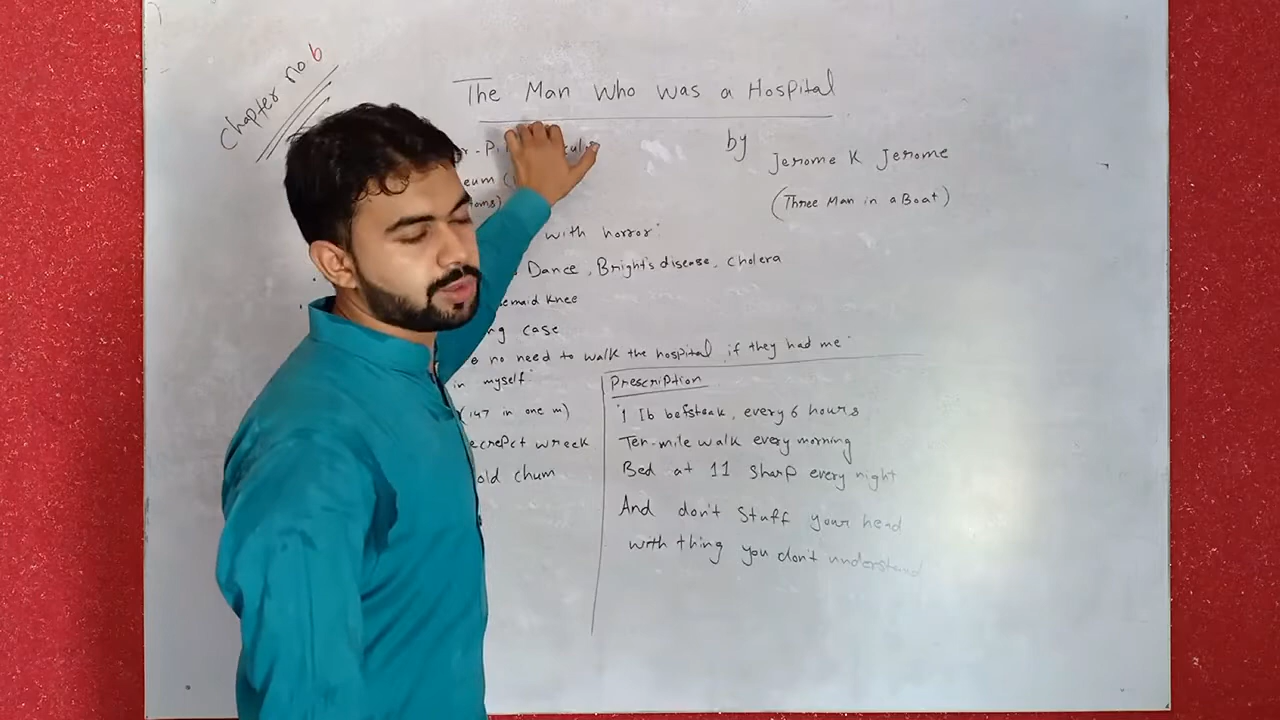 Chapter no 6
The Man Who was a Hospital
by Jerome K Jerome
(Three Man in a Boat)
with horror"
Dance, Bright's disease, cholera
emaid Knee
ng case
no need to walk the hospital if they had me"
in myself"
(147 in one m)
wreck
old chum
Prescription
"1 lb befsteak, every 6 hours
Ten-mile walk every morning
Bed at 11 sharp every night
And don't stuff your head
with thing you don't understand